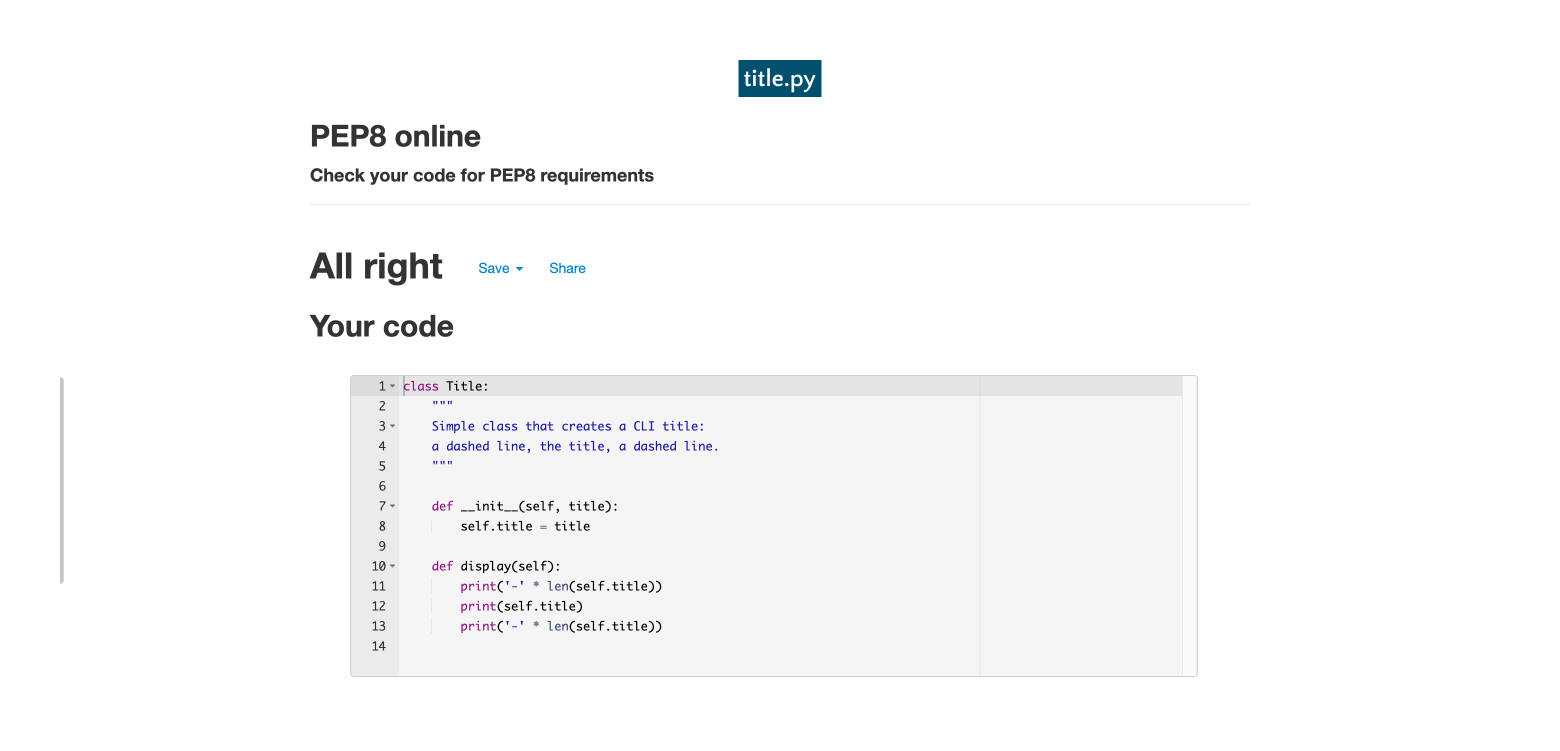 title.py
PEP8 online
Check your code for PEP8 requirements
All right Save Share
Your code
1 class Title:
2     """
3     Simple class that creates a CLI title:
4     a dashed line, the title, a dashed line.
5     """
6
7     def __init__(self, title):
8         self.title = title
9
10     def display(self):
11         print('-' * len(self.title))
12         print(self.title)
13         print('-' * len(self.title))
14